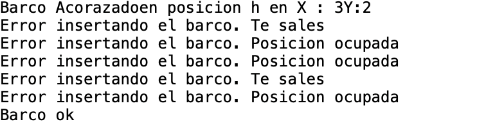 Barco Acorazadoen posicion h en X : 3Y:2
Error insertando el barco. Te sales
Error insertando el barco. Posicion ocupada
Error insertando el barco. Posicion ocupada
Error insertando el barco. Te sales
Error insertando el barco. Posicion ocupada
Barco ok